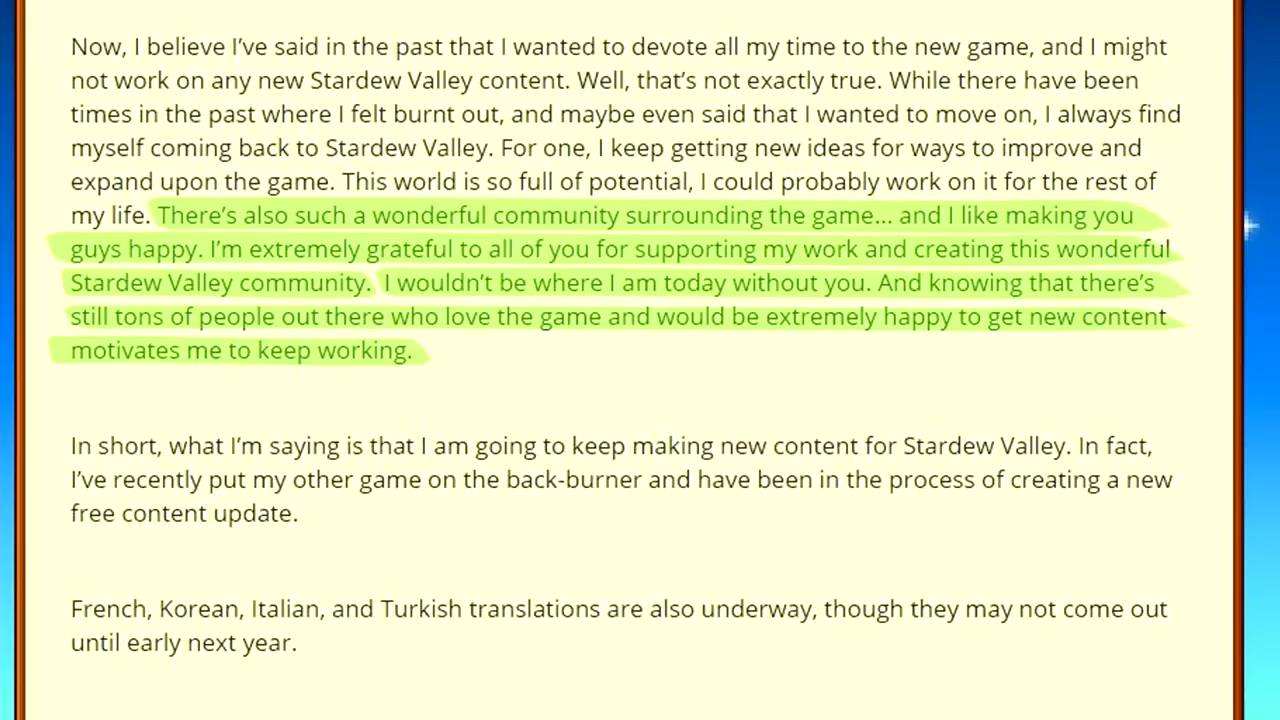 Now, I believe I’ve said in the past that I wanted to devote all my time to the new game, and I might
not work on any new Stardew Valley content. Well, that’s not exactly true. While there have been
times in the past where I felt burnt out, and maybe even said that I wanted to move on, I always find
myself coming back to Stardew Valley. For one, I keep getting new ideas for ways to improve and
expand upon the game. This world is so full of potential, I could probably work on it for the rest of
my life. There’s also such a wonderful community surrounding the game... and I like making you
guys happy. I’m extremely grateful to all of you for supporting my work and creating this wonderful
Stardew Valley community. I wouldn’t be where I am today without you. And knowing that there’s
still tons of people out there who love the game and would be extremely happy to get new content
motivates me to keep working.
In short, what I’m saying is that I am going to keep making new content for Stardew Valley. In fact,
I’ve recently put my other game on the back-burner and have been in the process of creating a new
free content update.
French, Korean, Italian, and Turkish translations are also underway, though they may not come out
until early next year.